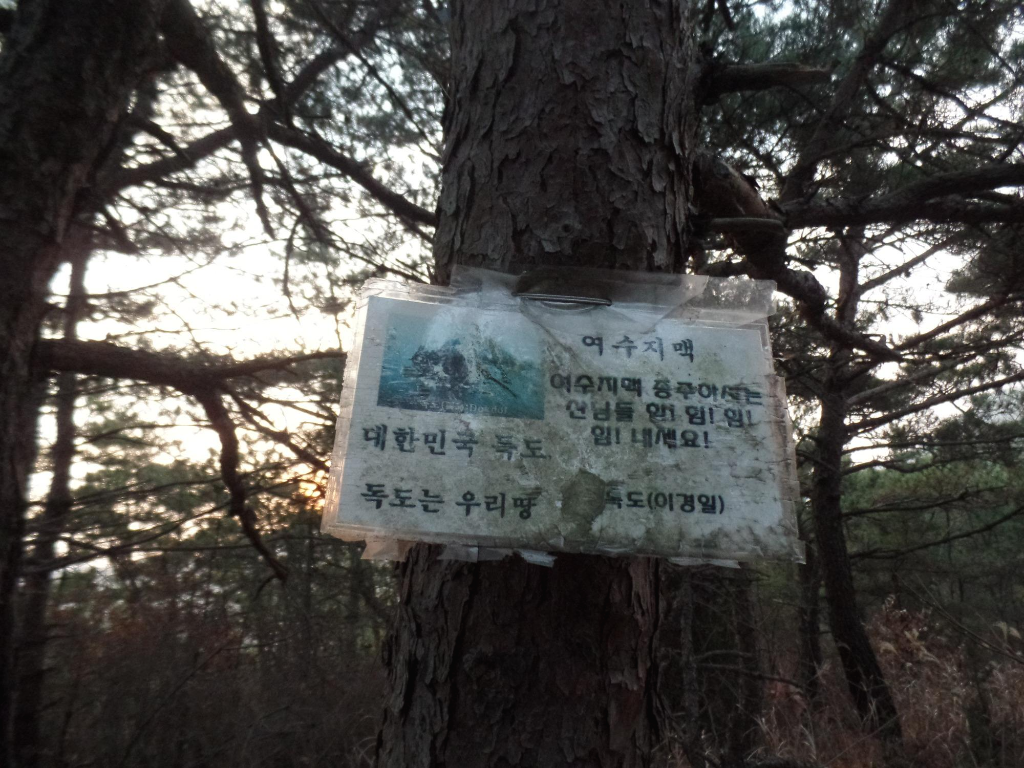 여수지맥
여수지맥 종주하시는
산님들 힘! 힘! 힘!
힘! 내세요!
대한민국 독도
독도는 우리땅
독도(이경일)